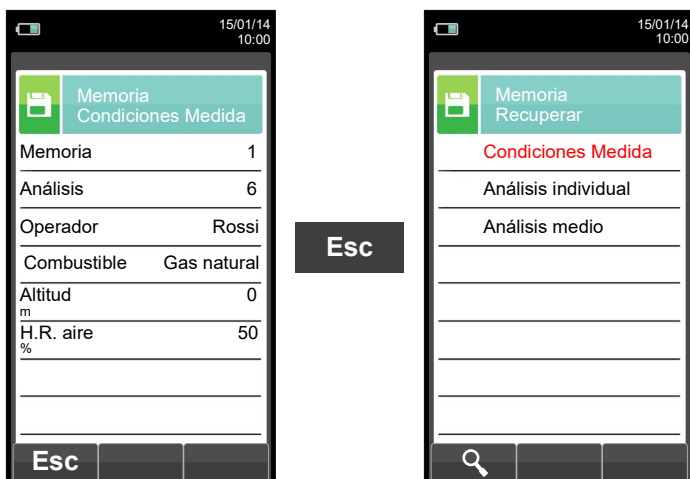 15/01/14
10:00
Memoria
Condiciones Medida
Memoria 1
Análisis 6
Operador Rossi
Combustible Gas natural
Altitud 0
m
H.R. aire 50
%
Esc
Esc
15/01/14
10:00
Memoria
Recuperar
Condiciones Medida
Análisis individual
Análisis medio